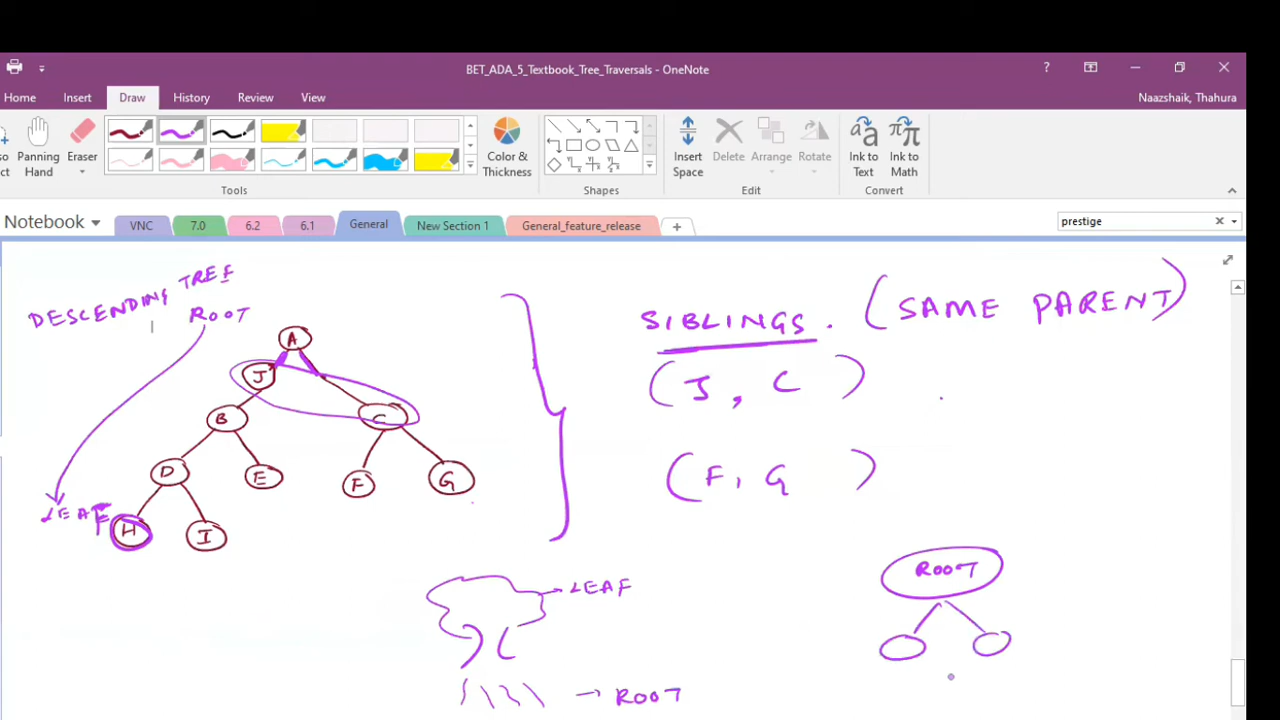 BET_ADA_5_Textbook_Tree_Traversals - OneNote
?
Home Insert Draw History Review View
Naazshaik, Thahura
Panning Hand
Eraser
Color & Thickness
Insert Space
Delete
Arrange
Rotate
Ink to Text
Ink to Math
Tools
Shapes
Edit
Convert
Notebook
VNC
7.0
6.2
6.1
General
New Section 1
General_feature_release
+
prestige
DESCENDING TREE
ROOT
LEAF
A
J
B
C
D
E
F
G
H
I
SIBLINGS. (SAME PARENT)
(J, C )
(F, G )
LEAF
→ ROOT
ROOT